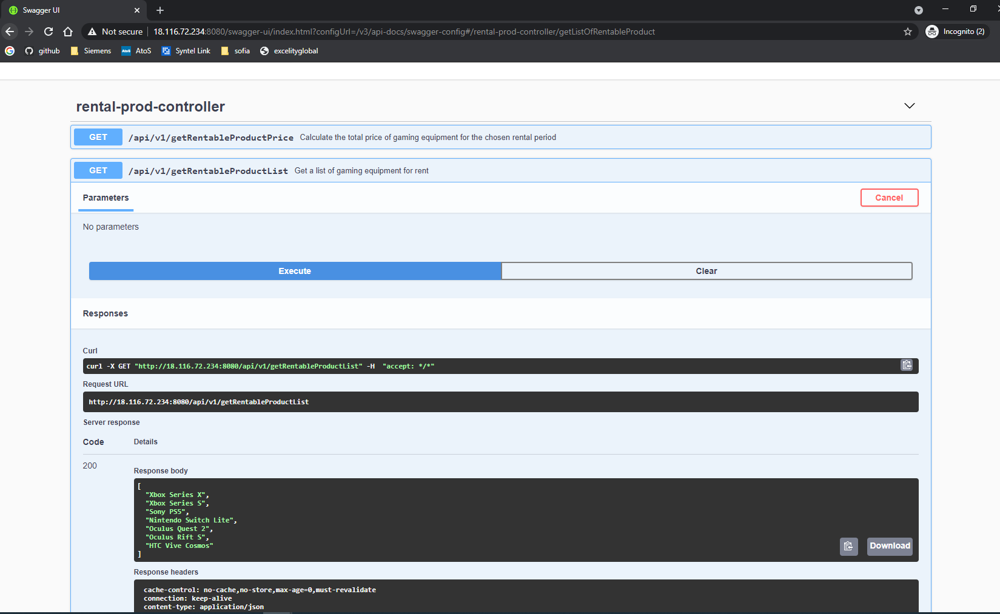 Swagger UI
Not secure
18.116.72.234:8080/swagger-ui/index.html?configUrl=/v3/api-docs/swagger-config#/rental-prod-controller/getListOfRentableProduct
Incognito (2)
github
Siemens
AtoS AtoS
Syntel Link
sofia
excelityglobal
rental-prod-controller
GET /api/v1/getRentableProductPrice Calculate the total price of gaming equipment for the chosen rental period
GET /api/v1/getRentableProductList Get a list of gaming equipment for rent
Parameters
Cancel
No parameters
Execute
Clear
Responses
Curl
curl -X GET "http://18.116.72.234:8080/api/v1/getRentableProductList" -H  "accept: */*"
Request URL
http://18.116.72.234:8080/api/v1/getRentableProductList
Server response
Code Details
200
Response body
[
  "Xbox Series X",
  "Xbox Series S",
  "Sony PS5",
  "Nintendo Switch Lite",
  "Oculus Quest 2",
  "Oculus Rift S",
  "HTC Vive Cosmos"
]
Download
Response headers
cache-control: no-cache,no-store,max-age=0,must-revalidate
connection: keep-alive
content-type: application/json